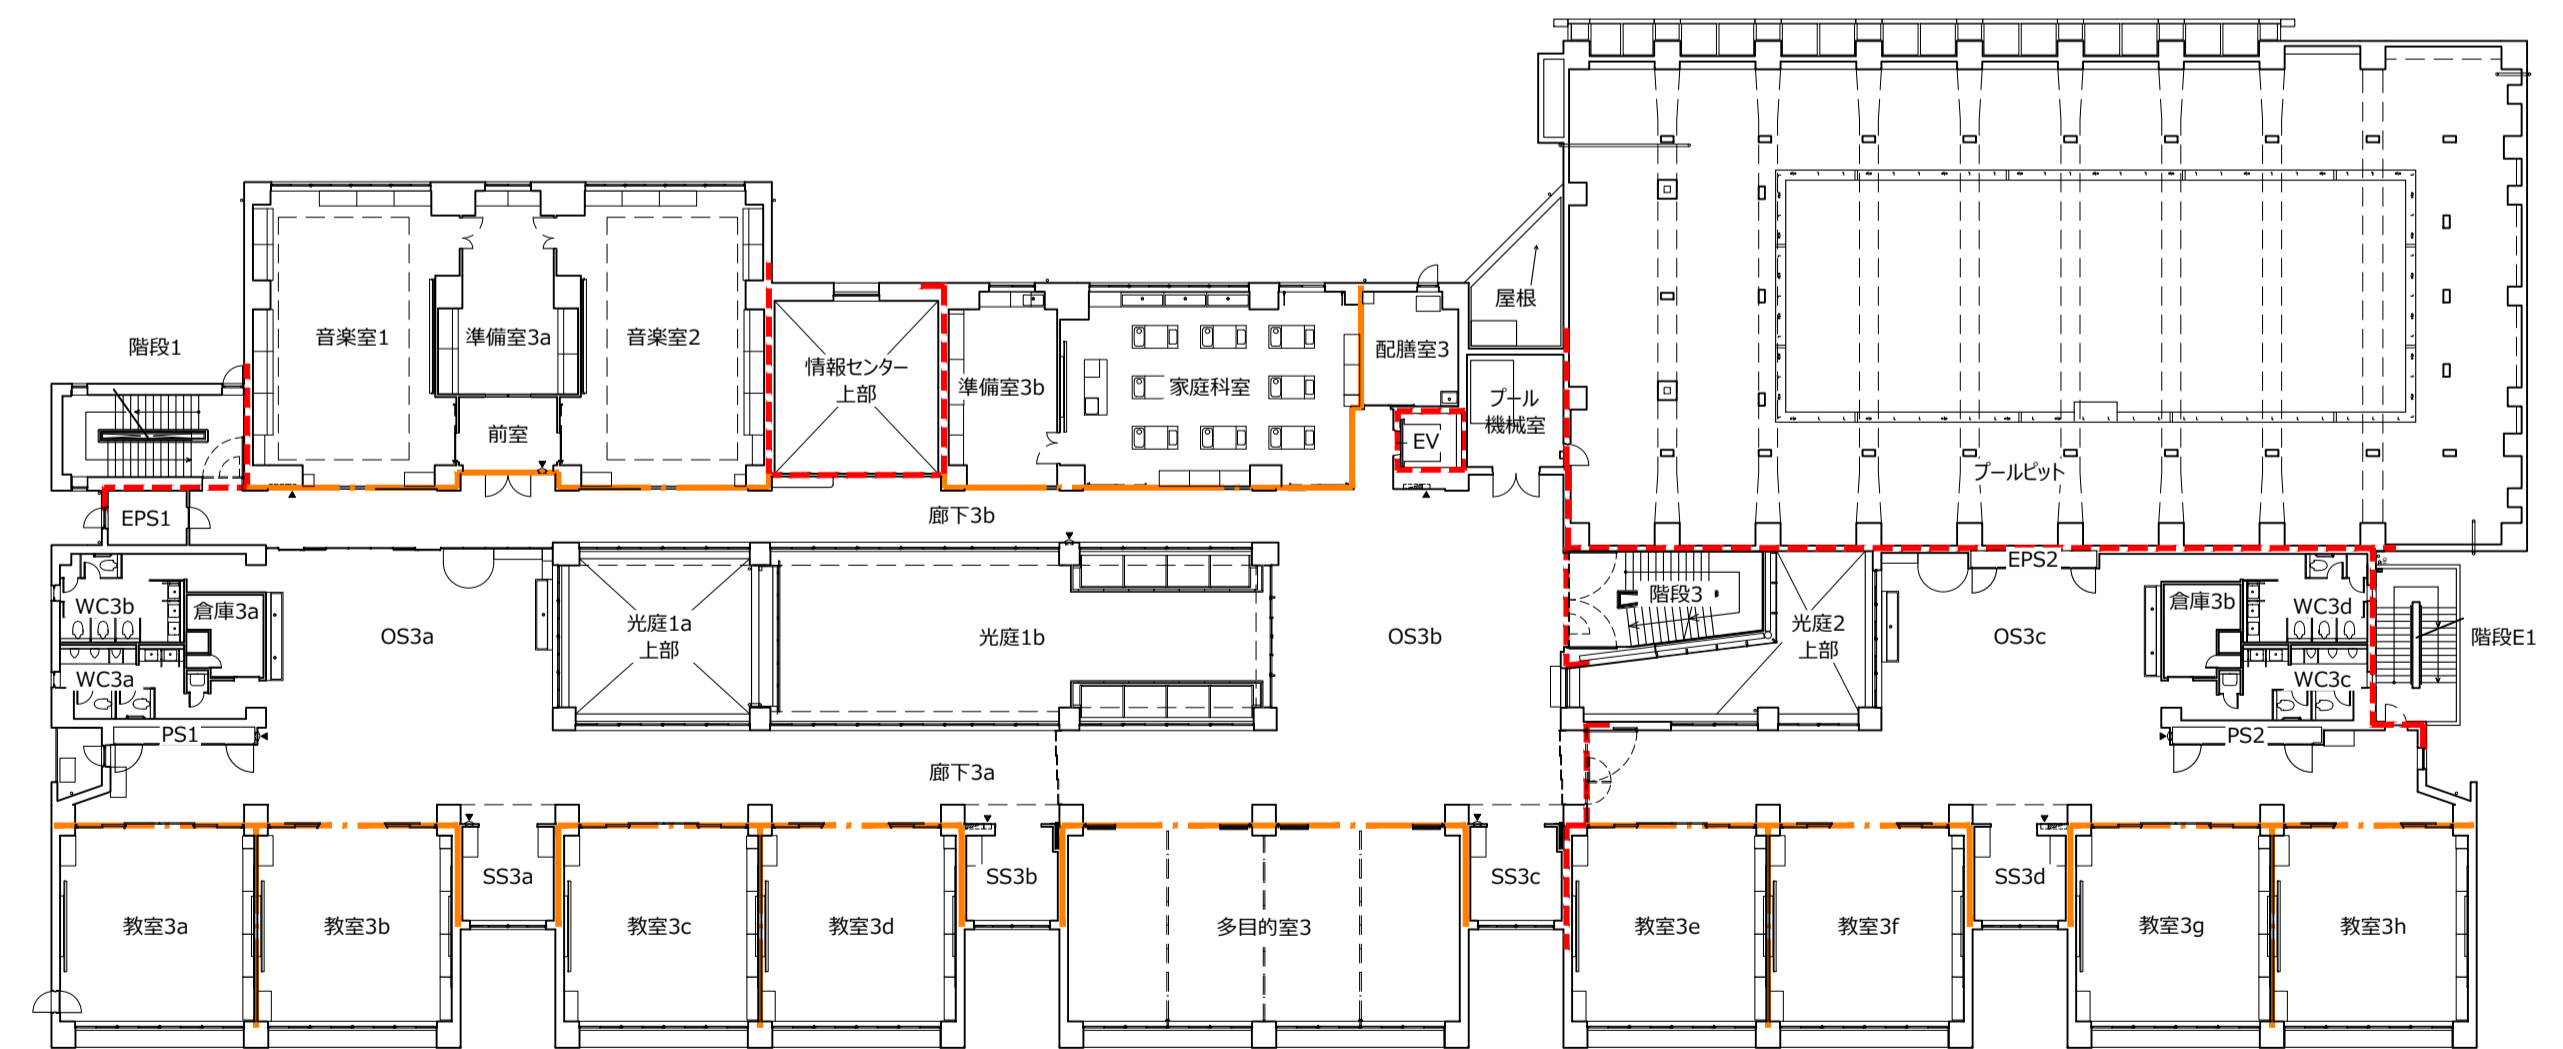 屋根
音楽室1
準備室3a
音楽室2
階段1
情報センター
上部
準備室3b
家庭科室
配膳室3
プール
機械室
前室
EV
プールピット
EPS1
廊下3b
EPS2
WC3b
倉庫3a
OS3a
光庭1a
上部
光庭1b
OS3b
階段3
光庭2
上部
OS3c
倉庫3b
WC3d
階段E1
WC3a
WC3c
PS1
PS2
廊下3a
SS3a
SS3b
SS3c
SS3d
教室3a
教室3b
教室3c
教室3d
多目的室3
教室3e
教室3f
教室3g
教室3h